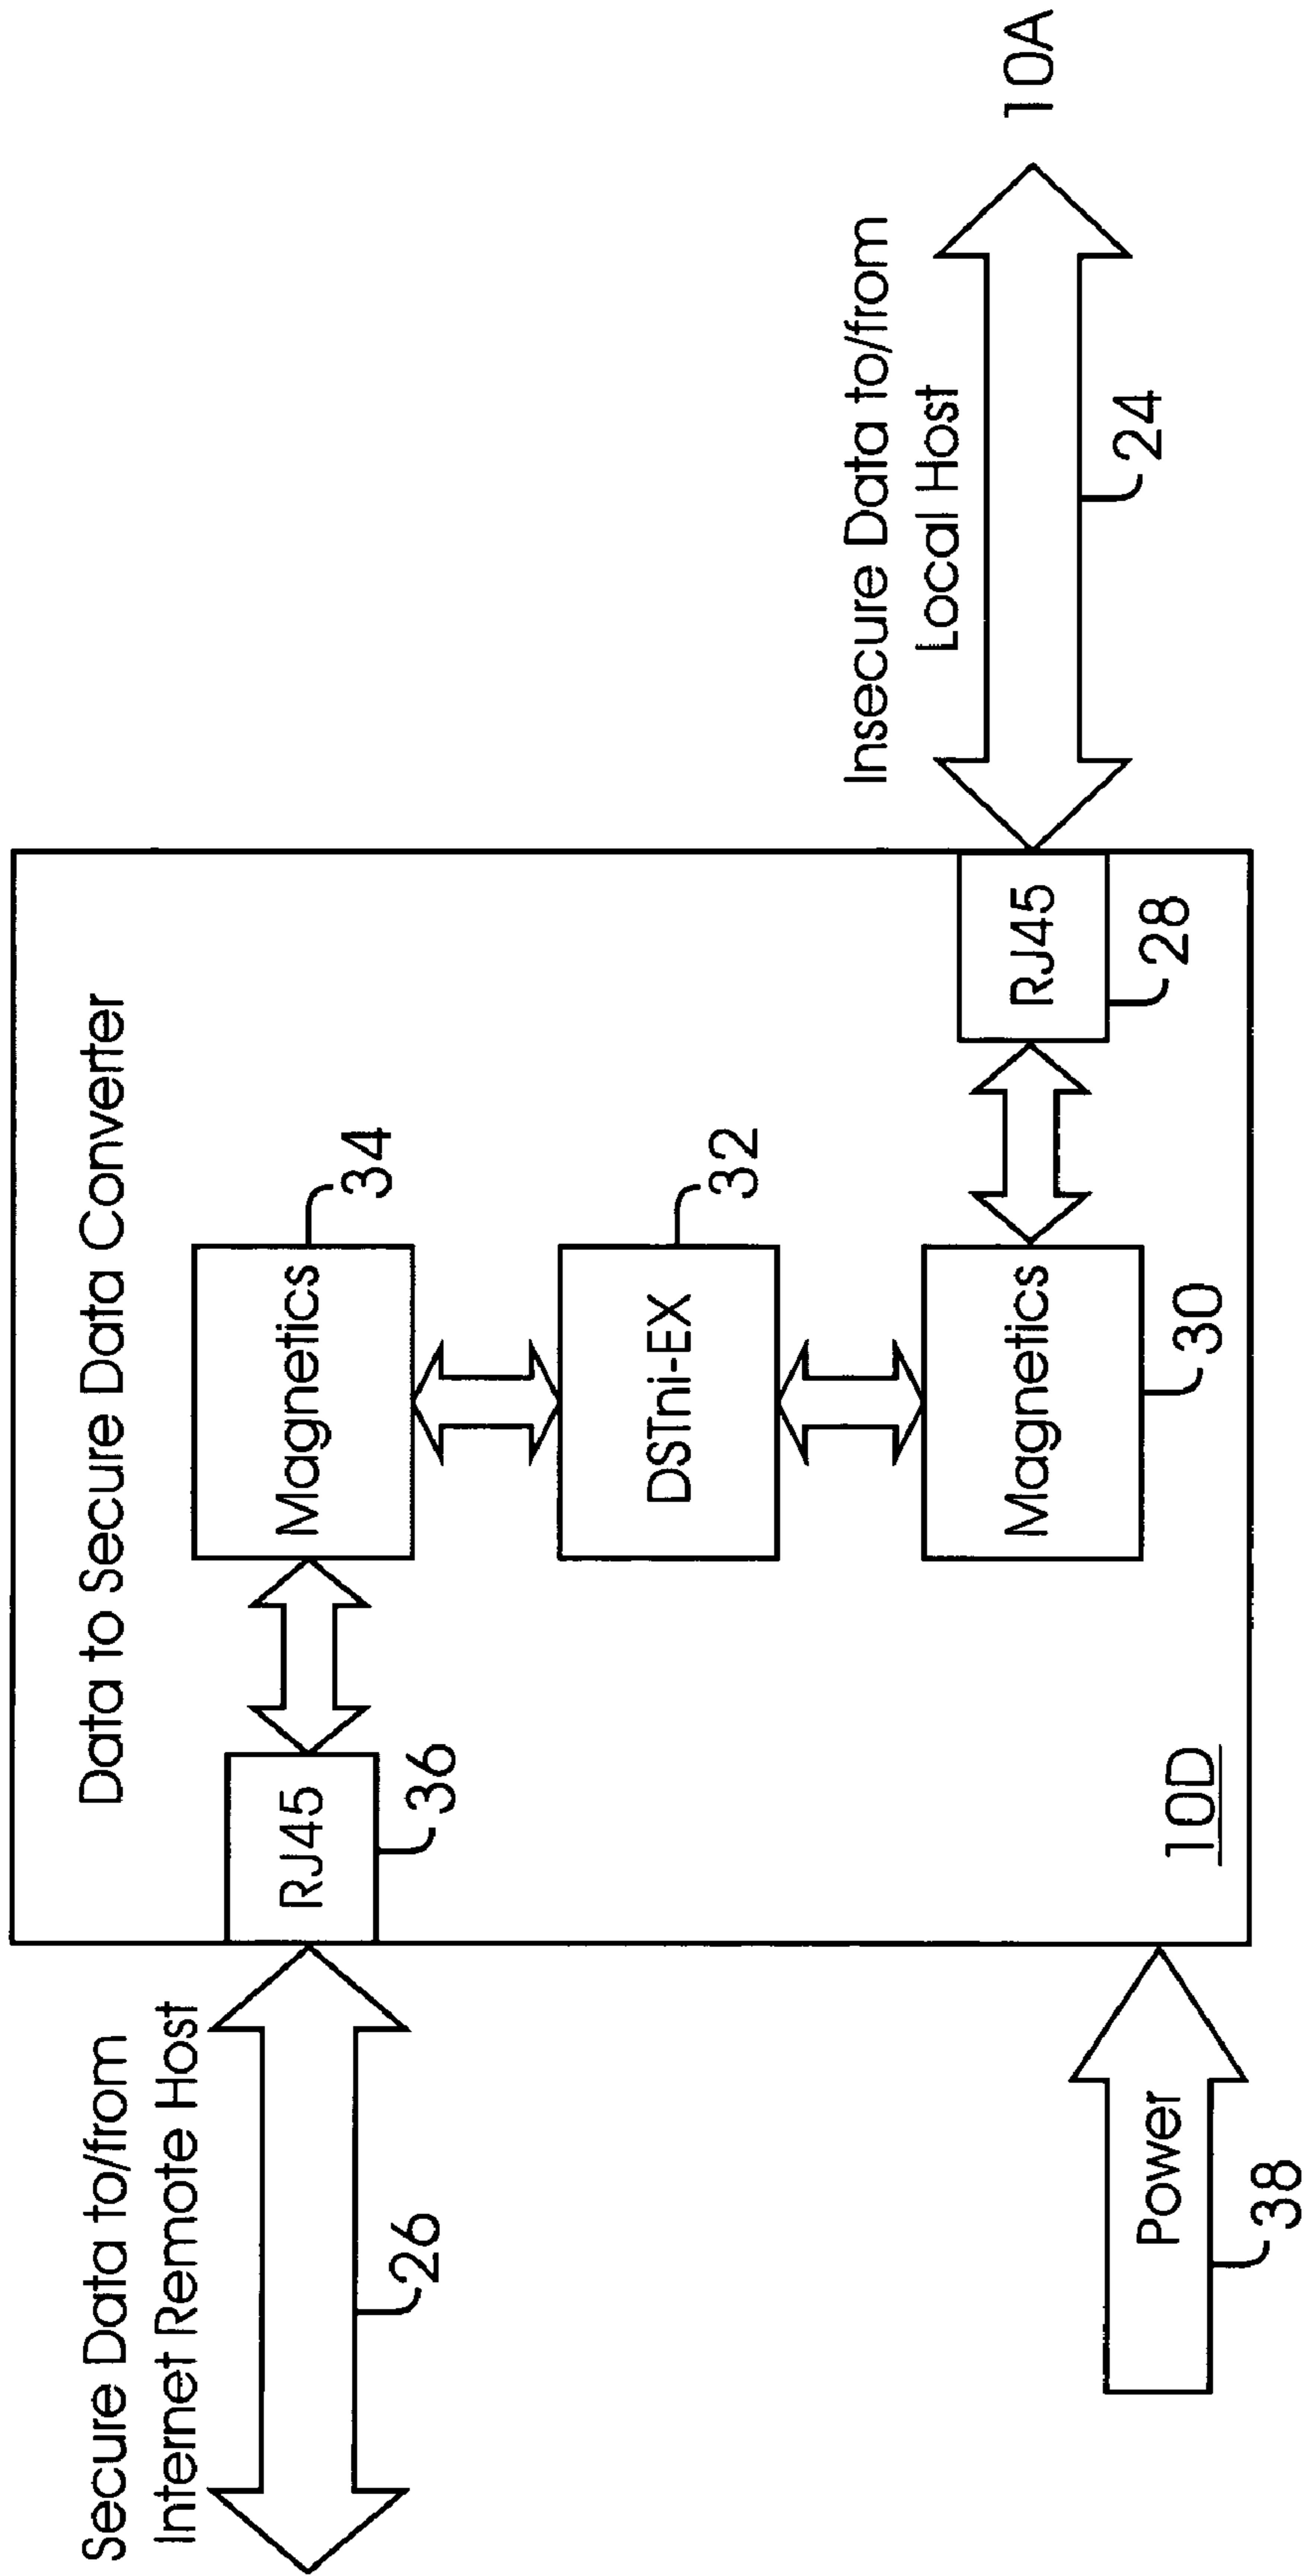 Data to Secure Data Converter
Secure Data to/from
Internet Remote Host
26
RJ45
36
Magnetics
34
DSTni-EX
32
Magnetics
30
RJ45
28
Insecure Data to/from
Local Host
24
10A
Power
38
10D